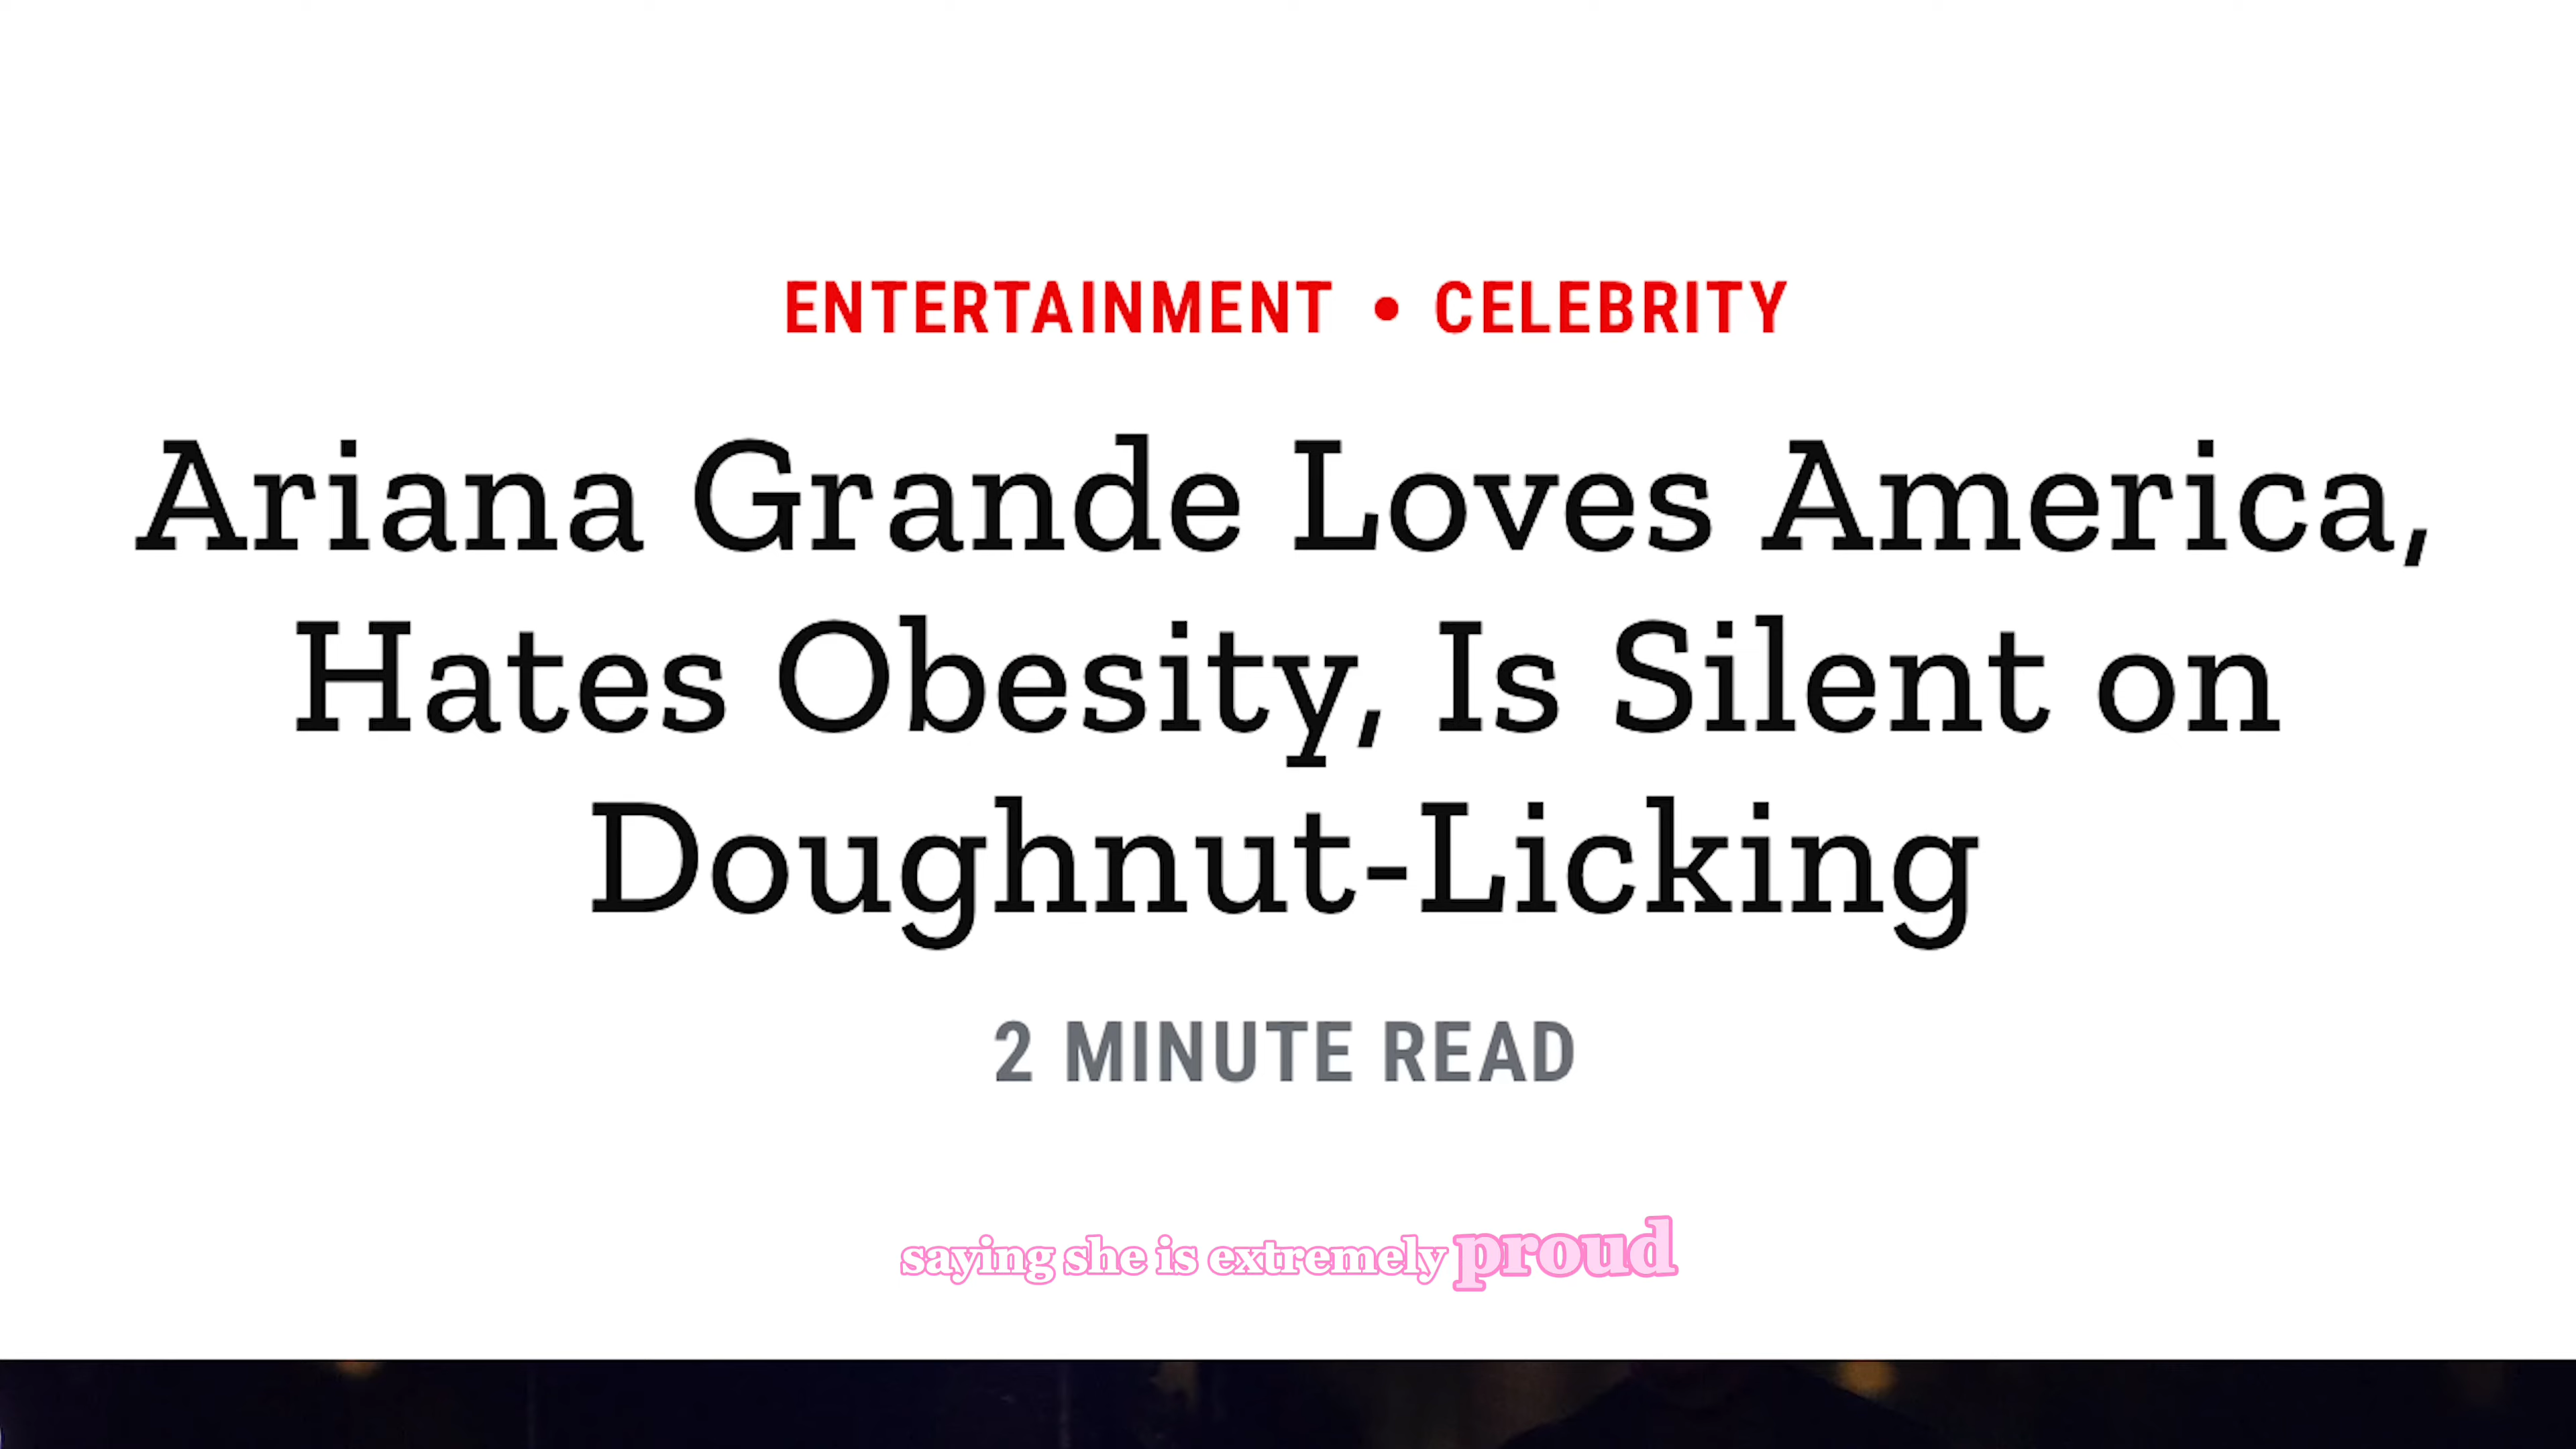 ENTERTAINMENT • CELEBRITY
Ariana Grande Loves America,
Hates Obesity, Is Silent on
Doughnut-Licking
2 MINUTE READ
saying she is extremely proud